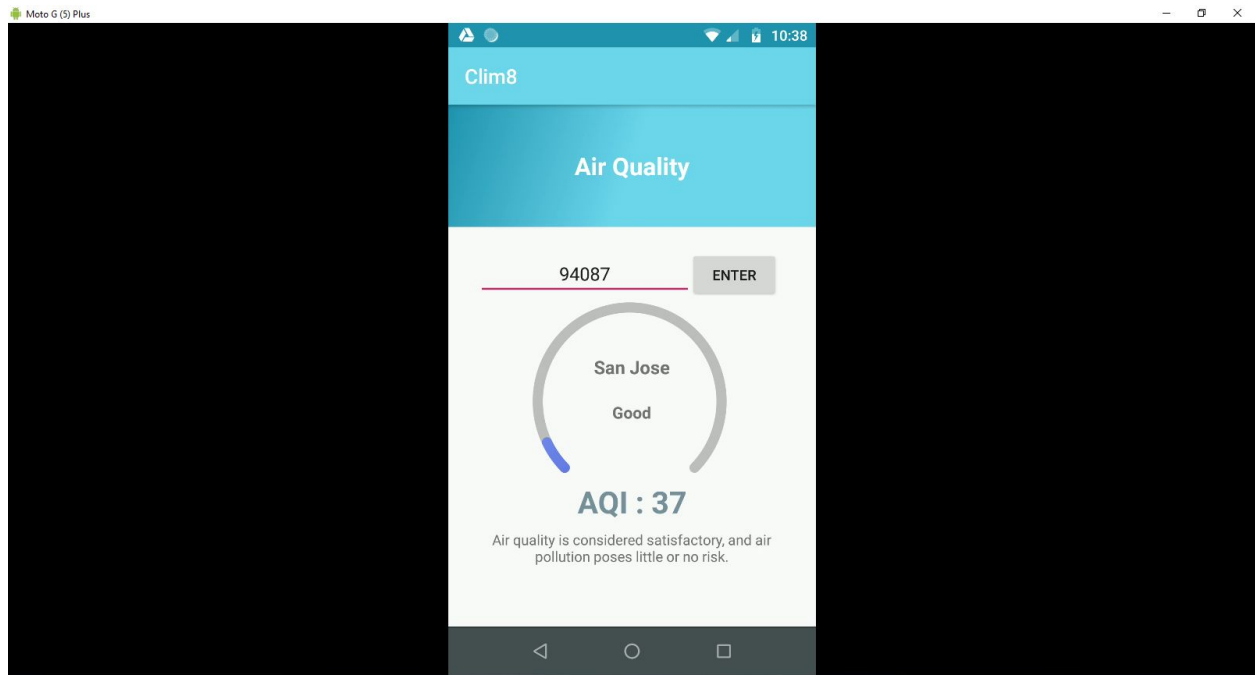 Moto G (5) Plus
10:38
Clim8
Air Quality
94087
ENTER
San Jose
Good
AQI : 37
Air quality is considered satisfactory, and air
pollution poses little or no risk.